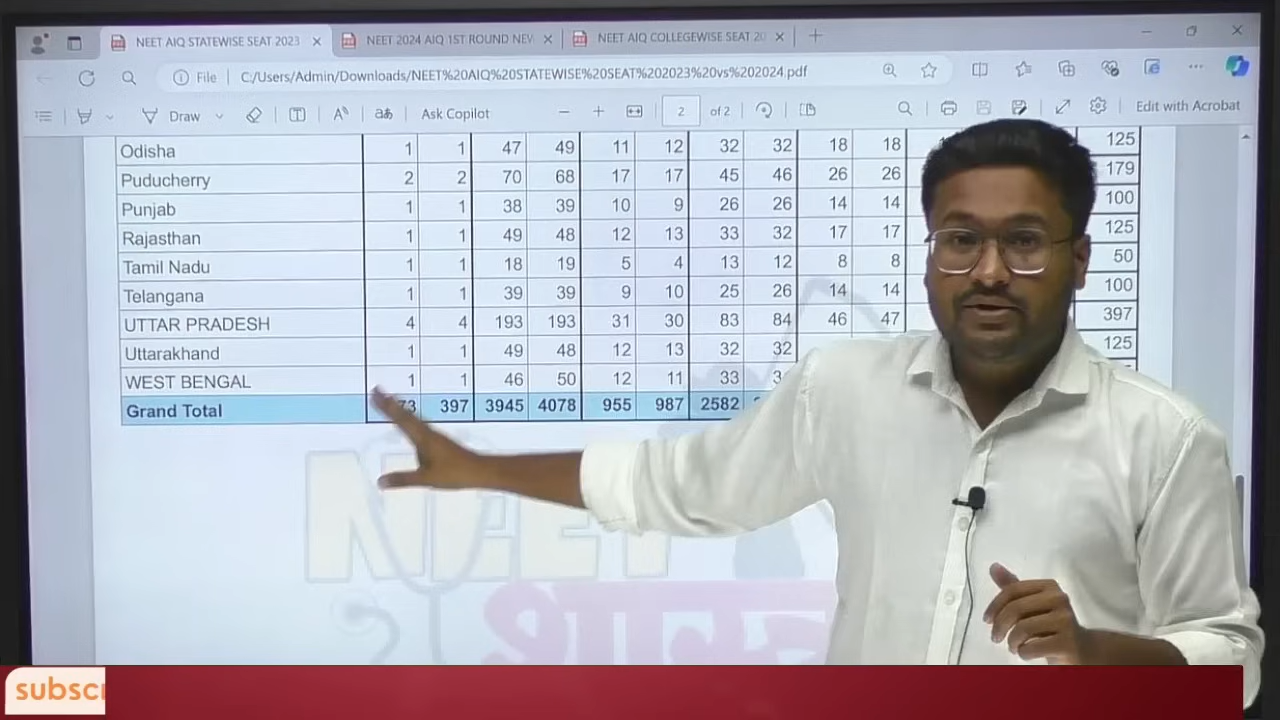 NEET AIQ STATEWISE SEAT 2023 NEET 2024 AIQ 1ST ROUND NEW NEET AIQ COLLEGEWISE SEAT 20
File C:/Users/Admin/Downloads/NEET%20AIQ%20STATEWISE%20SEAT%202023%20vs%202024.pdf
Draw Ask Copilot 2 of 2 Edit with Acrobat
Odisha 1 1 47 49 11 12 32 32 18 18 125
Puducherry 2 2 70 68 17 17 45 46 26 26 179
Punjab 1 1 38 39 10 9 26 26 14 14 100
Rajasthan 1 1 49 48 12 13 33 32 17 17 125
Tamil Nadu 1 1 18 19 5 4 13 12 8 8 50
Telangana 1 1 39 39 9 10 25 26 14 14 100
UTTAR PRADESH 4 4 193 193 31 30 83 84 46 47 397
Uttarakhand 1 1 49 48 12 13 32 32 125
WEST BENGAL 1 1 46 50 12 11 33
Grand Total 397 3945 4078 955 987 2582
NEET
subscr